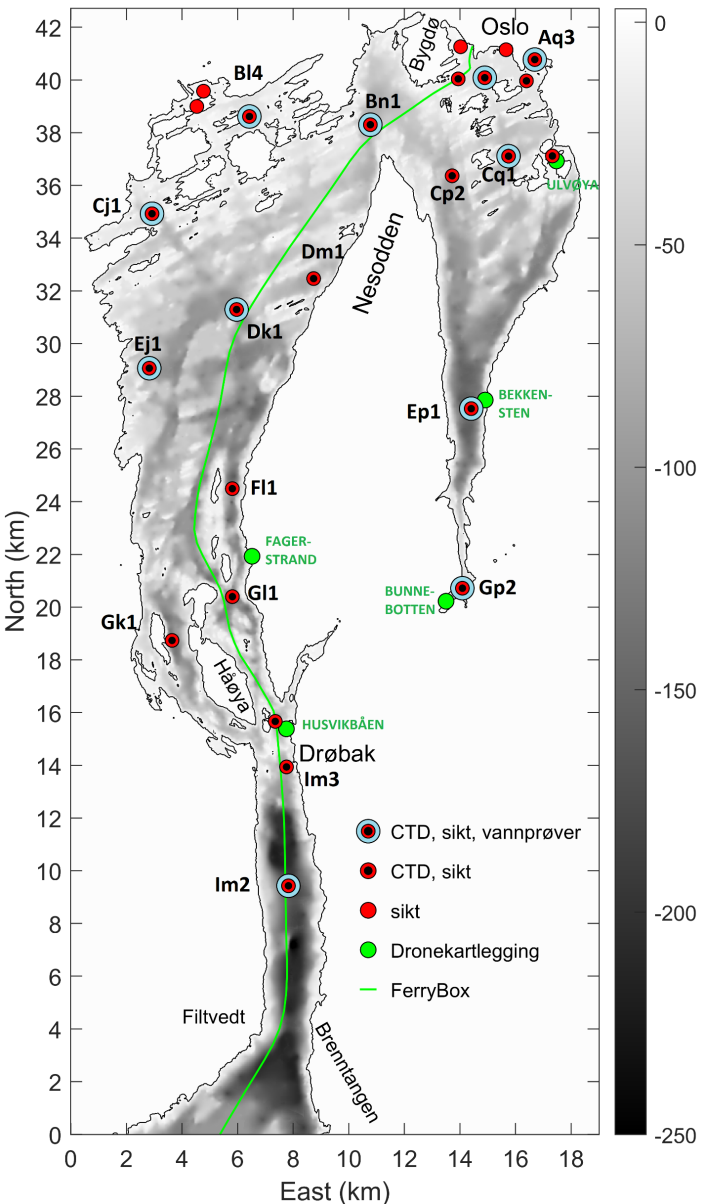 42
40
38
36
34
32
30
28
26
24
22
20
18
16
14
12
10
8
6
4
2
0
North (km)
0
2
4
6
8
10
12
14
16
18
East (km)
0
-50
-100
-150
-200
-250
Bygdø
Oslo
Aq3
Bl4
Bn1
Cq1
Cp2
ULVØYA
Cj1
Dm1
Nesodden
Dk1
Ej1
BEKKEN-
STEN
Ep1
Fl1
FAGER-
STRAND
Gl1
BUNNE-
BOTTEN
Gp2
Gk1
Håøya
HUSVIKBÅEN
Drøbak
Im3
Im2
Filtvedt
Brenntangen
CTD, sikt, vannprøver
CTD, sikt
sikt
Dronekartlegging
FerryBox